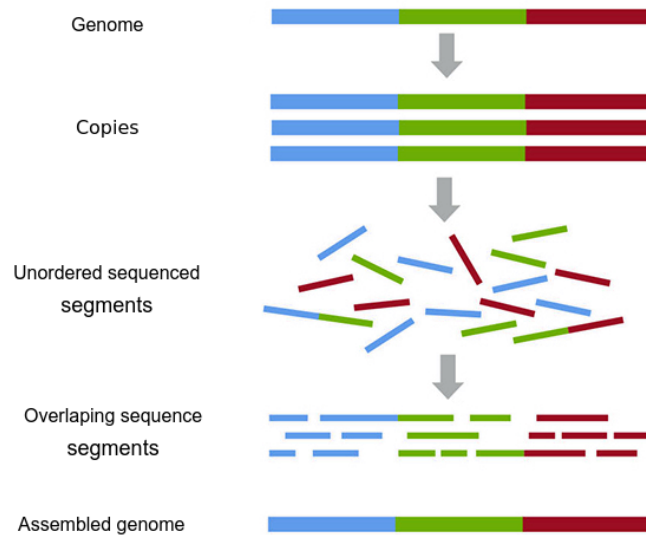 Genome
Copies
Unordered sequenced
segments
Overlaping sequence
segments
Assembled genome